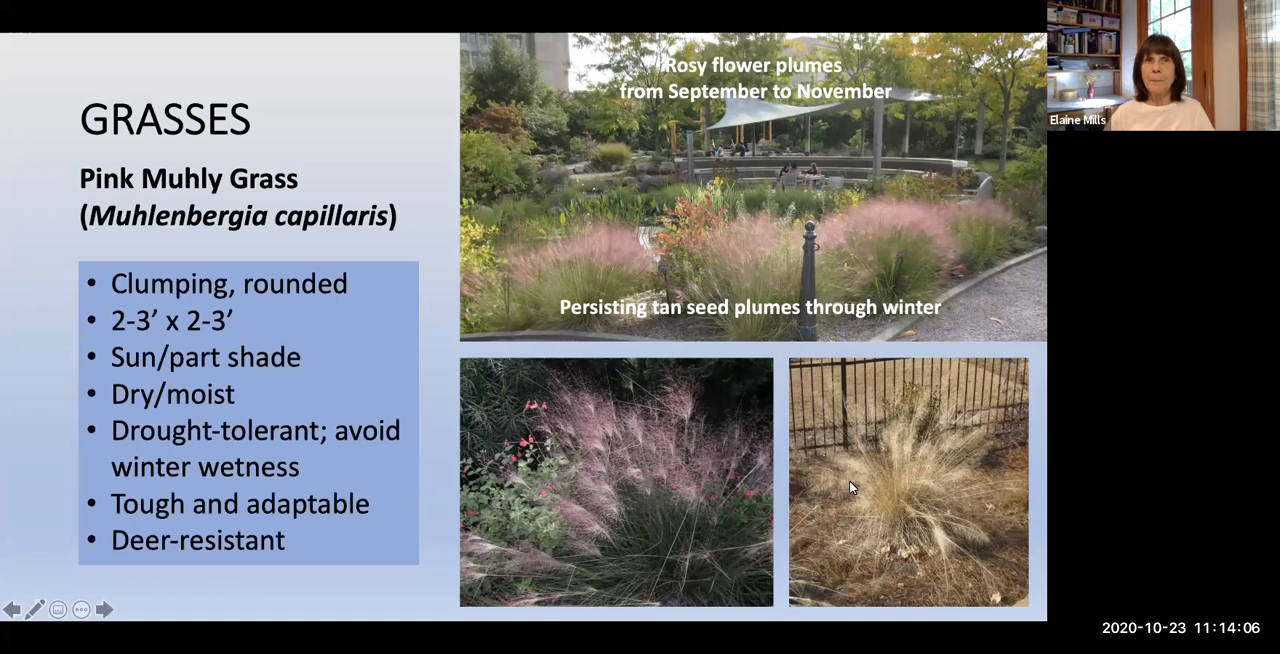 GRASSES
Pink Muhly Grass
(Muhlenbergia capillaris)
• Clumping, rounded
• 2-3’ x 2-3’
• Sun/part shade
• Dry/moist
• Drought-tolerant; avoid
winter wetness
• Tough and adaptable
• Deer-resistant
Rosy flower plumes
from September to November
Persisting tan seed plumes through winter
Elaine Mills
2020-10-23 11:14:06